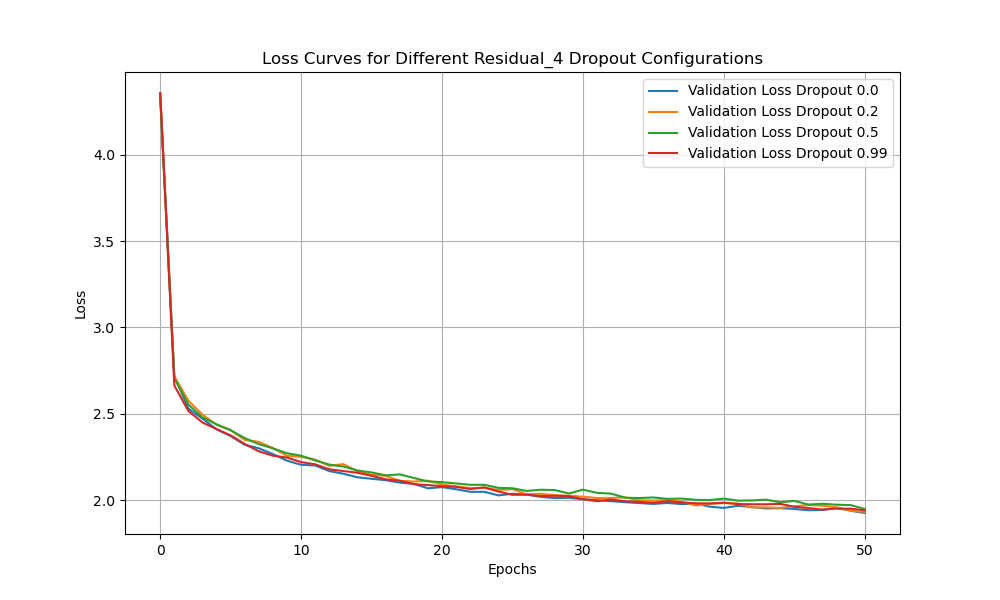 Loss Curves for Different Residual_4 Dropout Configurations
Validation Loss Dropout 0.0
Validation Loss Dropout 0.2
Validation Loss Dropout 0.5
Validation Loss Dropout 0.99
Loss
4.0
3.5
3.0
2.5
2.0
0 10 20 30 40 50
Epochs